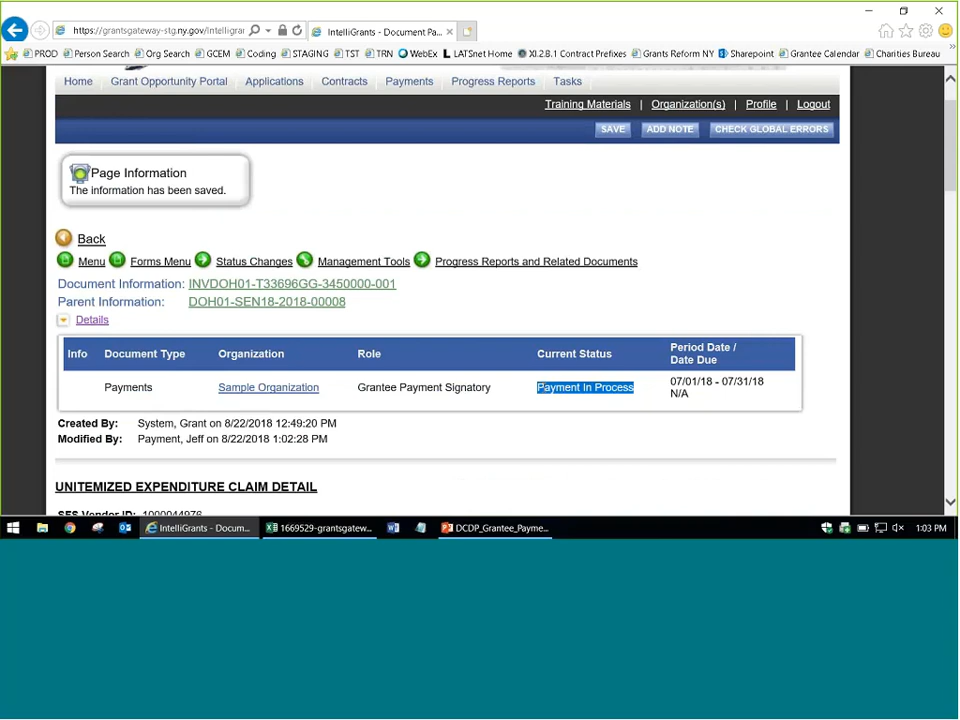 https://grantsgateway-stg.ny.gov/Intelligrar
IntelliGrants - Document Pa...
PROD Person Search Org Search GCEM Coding STAGING TST TRN WebEx LATSnet Home XI.2.8.1 Contract Prefixes Grants Reform NY Sharepoint Grantee Calendar Charities Bureau
Home Grant Opportunity Portal Applications Contracts Payments Progress Reports Tasks
Training Materials | Organization(s) | Profile | Logout
SAVE ADD NOTE CHECK GLOBAL ERRORS
Page Information
The information has been saved.
Back
Menu Forms Menu Status Changes Management Tools Progress Reports and Related Documents
Document Information: INVDOH01-T33696GG-3450000-001
Parent Information: DOH01-SEN18-2018-00008
Details
Info Document Type Organization Role Current Status Period Date / Date Due
Payments Sample Organization Grantee Payment Signatory Payment In Process 07/01/18 - 07/31/18
N/A
Created By: System, Grant on 8/22/2018 12:49:20 PM
Modified By: Payment, Jeff on 8/22/2018 1:02:28 PM
UNITEMIZED EXPENDITURE CLAIM DETAIL
SFS Vendor ID: 1000044976
IntelliGrants - Docum... 1669529-grantsgatew... DCDP_Grantee_Payme... 1:03 PM